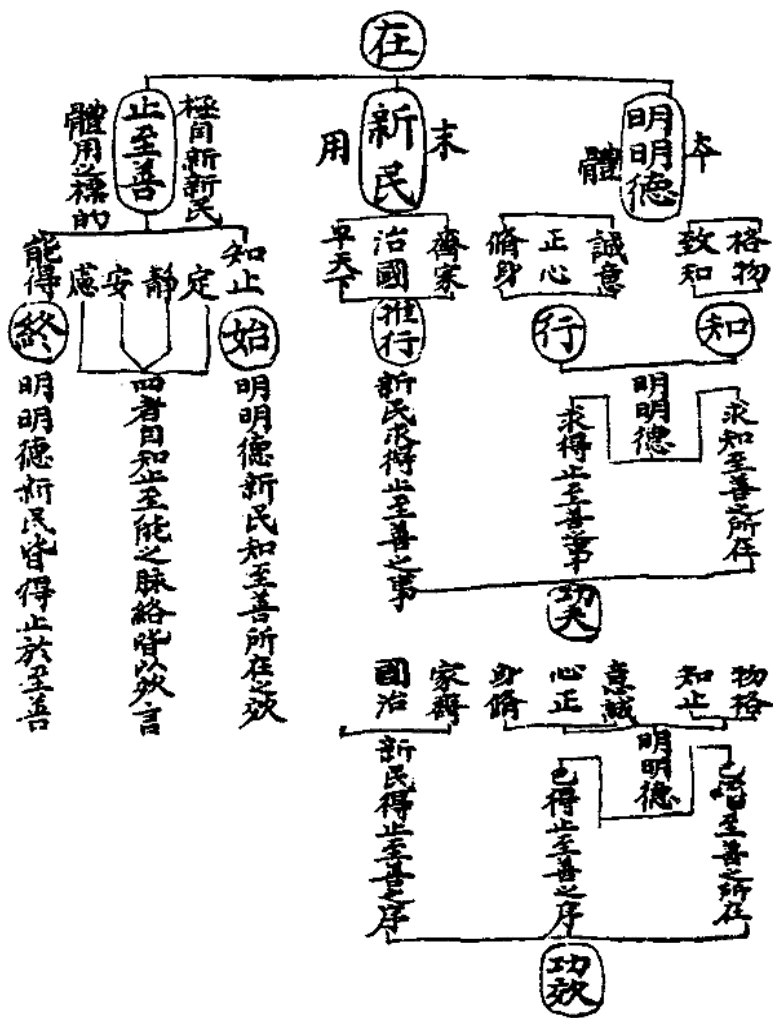 在
明明德
本
體
新民
末
用
止至善
極自新新民
體用之標的
格物
致知
知
誠意
正心
脩身
行
明明德
求知至善之所在
求得止至善之事
齊家
治國
平天下
推行
新民求得止至善之事
功夫
知止
始
明明德新民知至善所在之效
定
靜
安
慮
四者自知止至能之脉絡皆以效言
能得
終
明明德新民皆得止於至善
物格
知止
意誠
心正
身脩
明明德
已知至善之所在
已得止至善之序
家齊
國治
新民得止至善之序
功效